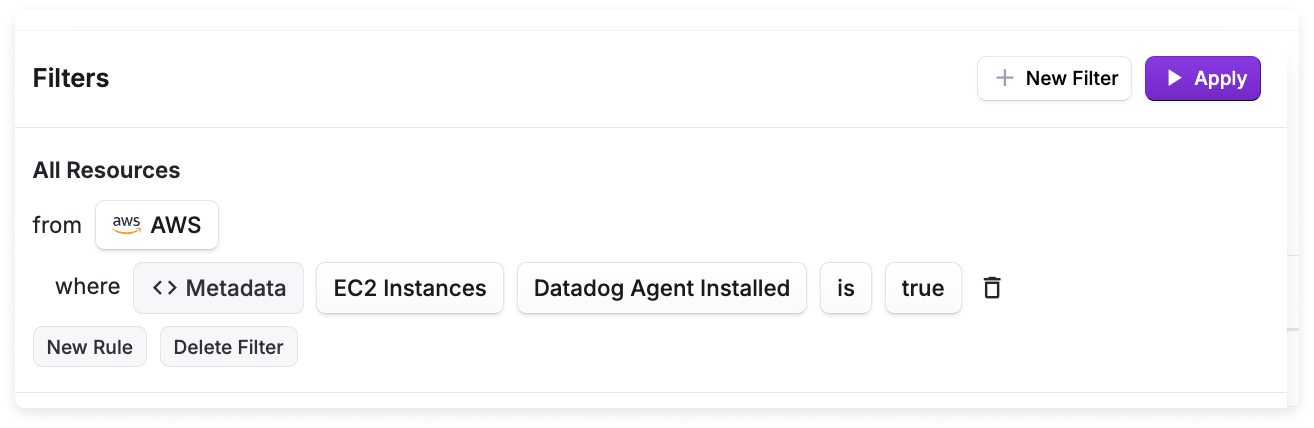 Filters
New Filter Apply
All Resources
from aws AWS
where <> Metadata EC2 Instances Datadog Agent Installed is true
New Rule Delete Filter